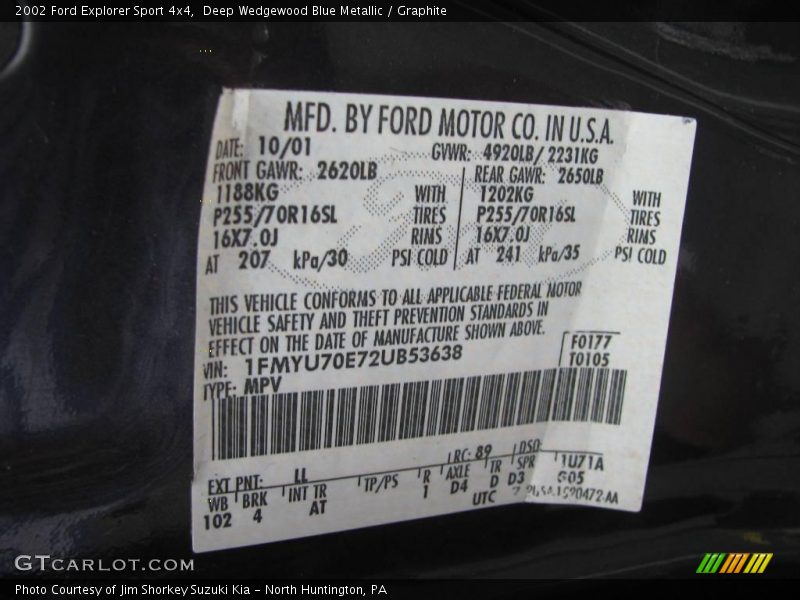 2002 Ford Explorer Sport 4x4, Deep Wedgewood Blue Metallic / Graphite
MFD. BY FORD MOTOR CO. IN U.S.A.
DATE: 10/01 GVWR: 4920LB/ 2231KG
FRONT GAWR: 2620LB REAR GAWR: 2650LB
1188KG WITH 1202KG WITH
P255/70R16SL TIRES P255/70R16SL TIRES
16X7.0J RIMS 16X7.0J RIMS
AT 207 kPa/30 PSI COLD AT 241 kPa/35 PSI COLD
THIS VEHICLE CONFORMS TO ALL APPLICABLE FEDERAL MOTOR
VEHICLE SAFETY AND THEFT PREVENTION STANDARDS IN
EFFECT ON THE DATE OF MANUFACTURE SHOWN ABOVE.
VIN: 1FMYU70E72UB53638 F0177
TYPE: MPV T0105
EXT PNT: LL RC: 89 DSO:
WB BRK INT TR TP/PS R AXLE TR SPR 1U71A
102 4 AT 1 D4 D D3 G05
UTC
GTCARLOT.COM
Photo Courtesy of Jim Shorkey Suzuki Kia - North Huntington, PA